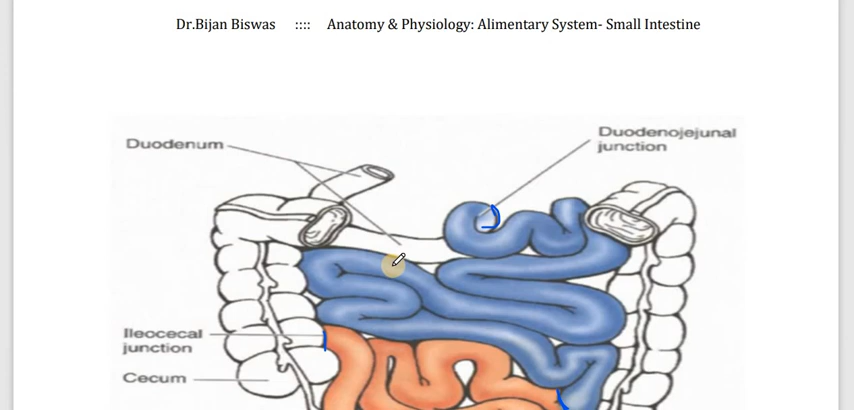 Dr.Bijan Biswas :::: Anatomy & Physiology: Alimentary System- Small Intestine
Duodenum
Duodenojejunal
junction
Ileocecal
junction
Cecum